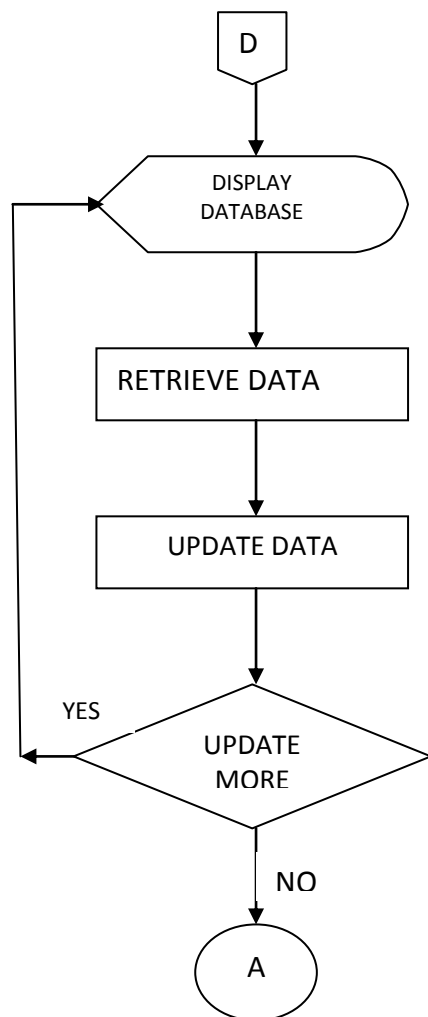 D
DISPLAY
DATABASE
RETRIEVE DATA
UPDATE DATA
YES
UPDATE
MORE
NO
A